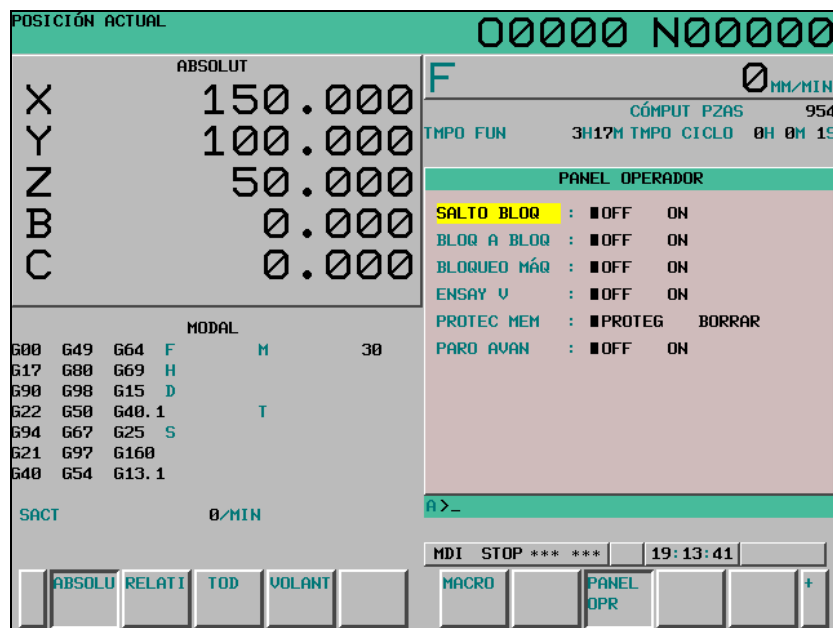 POSICIÓN ACTUAL
O0000 N00000
ABSOLUT
X 150.000
Y 100.000
Z 50.000
B 0.000
C 0.000
F 0 MM/MIN
CÓMPUT PZAS 954
TMPO FUN 3H17M TMPO CICLO 0H 0M 1S
PANEL OPERADOR
SALTO BLOQ : OFF ON
BLOQ A BLOQ : OFF ON
BLOQUEO MÁQ : OFF ON
ENSAY V : OFF ON
PROTEC MEM : PROTEG BORRAR
PARO AVAN : OFF ON
MODAL
G00 G49 G64 F M 30
G17 G80 G69 H
G90 G98 G15 D
G22 G50 G40.1 T
G94 G67 G25 S
G21 G97 G160
G40 G54 G13.1
SACT 0/MIN
A>_
MDI STOP *** *** 19:13:41
ABSOLU RELATI TOD VOLANT
MACRO PANEL OPR +